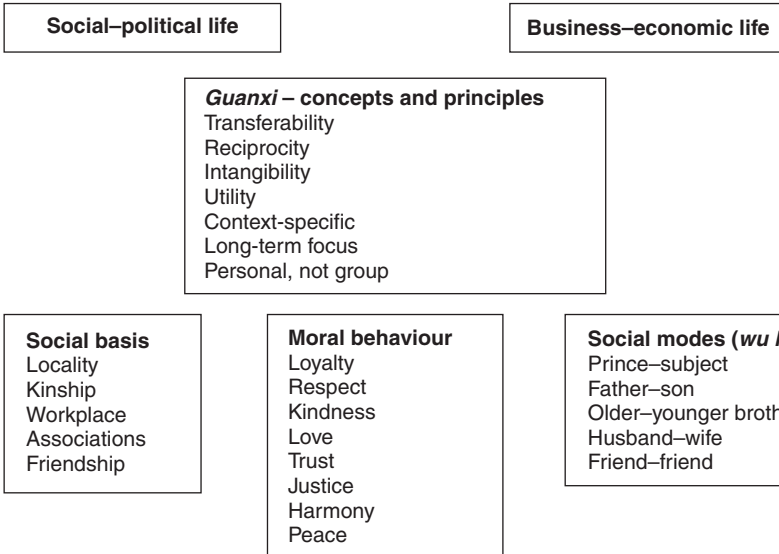 Social–political life
Business–economic life
Guanxi – concepts and principles
Transferability
Reciprocity
Intangibility
Utility
Context-specific
Long-term focus
Personal, not group
Social basis
Locality
Kinship
Workplace
Associations
Friendship
Moral behaviour
Loyalty
Respect
Kindness
Love
Trust
Justice
Harmony
Peace
Social modes (wu
Prince–subject
Father–son
Older–younger
Husband–wife
Friend–friend